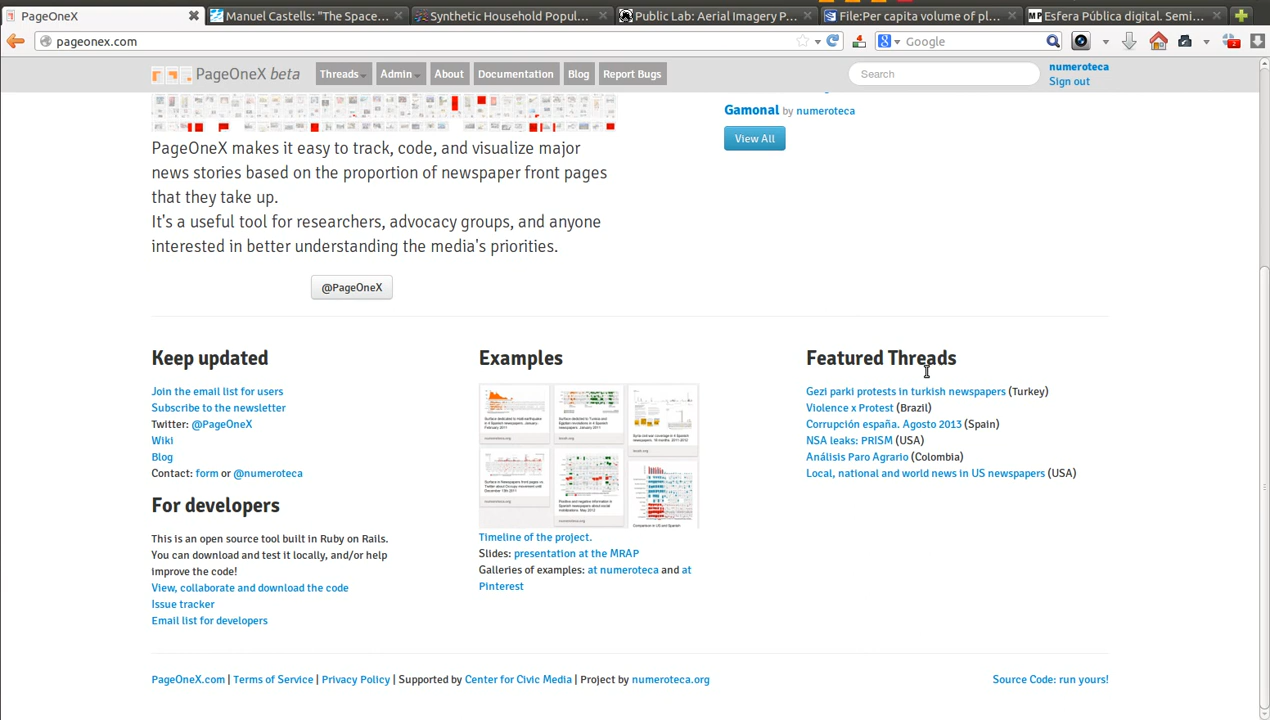 PageOneX
Manuel Castells: "The Space...
Synthetic Household Popul...
Public Lab: Aerial Imagery P...
File:Per capita volume of pl...
Esfera Pública digital. Semi...
pageonex.com
Google
2
PageOneX beta
Threads
Admin
About
Documentation
Blog
Report Bugs
Search
numeroteca
Sign out
Gamonal by numeroteca
View All
PageOneX makes it easy to track, code, and visualize major
news stories based on the proportion of newspaper front pages
that they take up.
It's a useful tool for researchers, advocacy groups, and anyone
interested in better understanding the media's priorities.
@PageOneX
Keep updated
Join the email list for users
Subscribe to the newsletter
Twitter: @PageOneX
Wiki
Blog
Contact: form or @numeroteca
For developers
This is an open source tool built in Ruby on Rails.
You can download and test it locally, and/or help
improve the code!
View, collaborate and download the code
Issue tracker
Email list for developers
Examples
Timeline of the project.
Slides: presentation at the MRAP
Galleries of examples: at numeroteca and at
Pinterest
Featured Threads
Gezi parki protests in turkish newspapers (Turkey)
Violence x Protest (Brazil)
Corrupción españa. Agosto 2013 (Spain)
NSA leaks: PRISM (USA)
Análisis Paro Agrario (Colombia)
Local, national and world news in US newspapers (USA)
PageOneX.com | Terms of Service | Privacy Policy | Supported by Center for Civic Media | Project by numeroteca.org
Source Code: run yours!